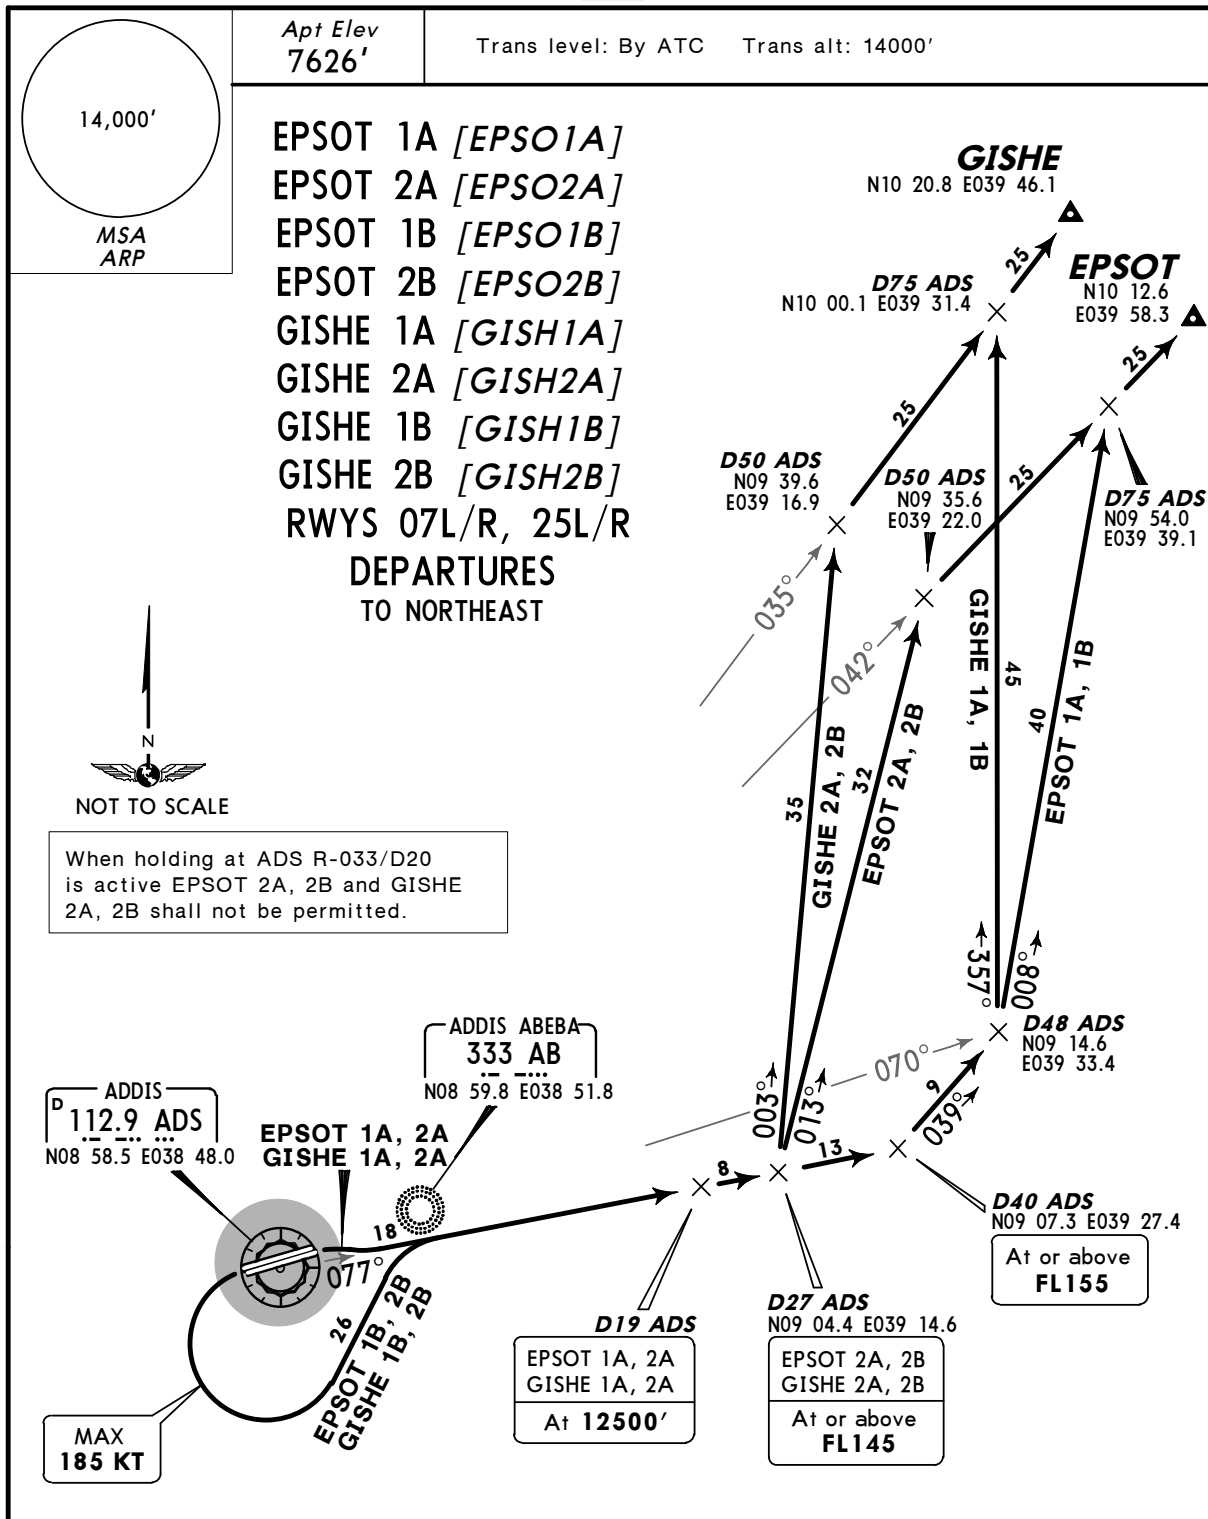 Apt Elev
7626'
Trans level: By ATC Trans alt: 14000'
14,000'
MSA
ARP
EPSOT 1A [EPSO1A]
EPSOT 2A [EPSO2A]
EPSOT 1B [EPSO1B]
EPSOT 2B [EPSO2B]
GISHE 1A [GISH1A]
GISHE 2A [GISH2A]
GISHE 1B [GISH1B]
GISHE 2B [GISH2B]
RWYS 07L/R, 25L/R
DEPARTURES
TO NORTHEAST
GISHE
N10 20.8 E039 46.1
25
EPSOT
N10 12.6
E039 58.3
D75 ADS
N10 00.1 E039 31.4
25
25
D50 ADS
N09 39.6
E039 16.9
D50 ADS
N09 35.6
E039 22.0
25
D75 ADS
N09 54.0
E039 39.1
035°
042°
GISHE 1A, 1B
45
40
EPSOT 1A, 1B
35
GISHE 2A, 2B
32
EPSOT 2A, 2B
N
NOT TO SCALE
When holding at ADS R-033/D20
is active EPSOT 2A, 2B and GISHE
2A, 2B shall not be permitted.
357°
008°
D48 ADS
N09 14.6
E039 33.4
070°
9
039°
003°
013°
ADDIS ABEBA
333 AB
N08 59.8 E038 51.8
ADDIS
D 112.9 ADS
N08 58.5 E038 48.0
EPSOT 1A, 2A
GISHE 1A, 2A
8
13
18
077°
26
EPSOT 1B, 2B
GISHE 1B, 2B
D40 ADS
N09 07.3 E039 27.4
At or above
FL155
D27 ADS
N09 04.4 E039 14.6
EPSOT 2A, 2B
GISHE 2A, 2B
At or above
FL145
D19 ADS
EPSOT 1A, 2A
GISHE 1A, 2A
At 12500'
MAX
185 KT